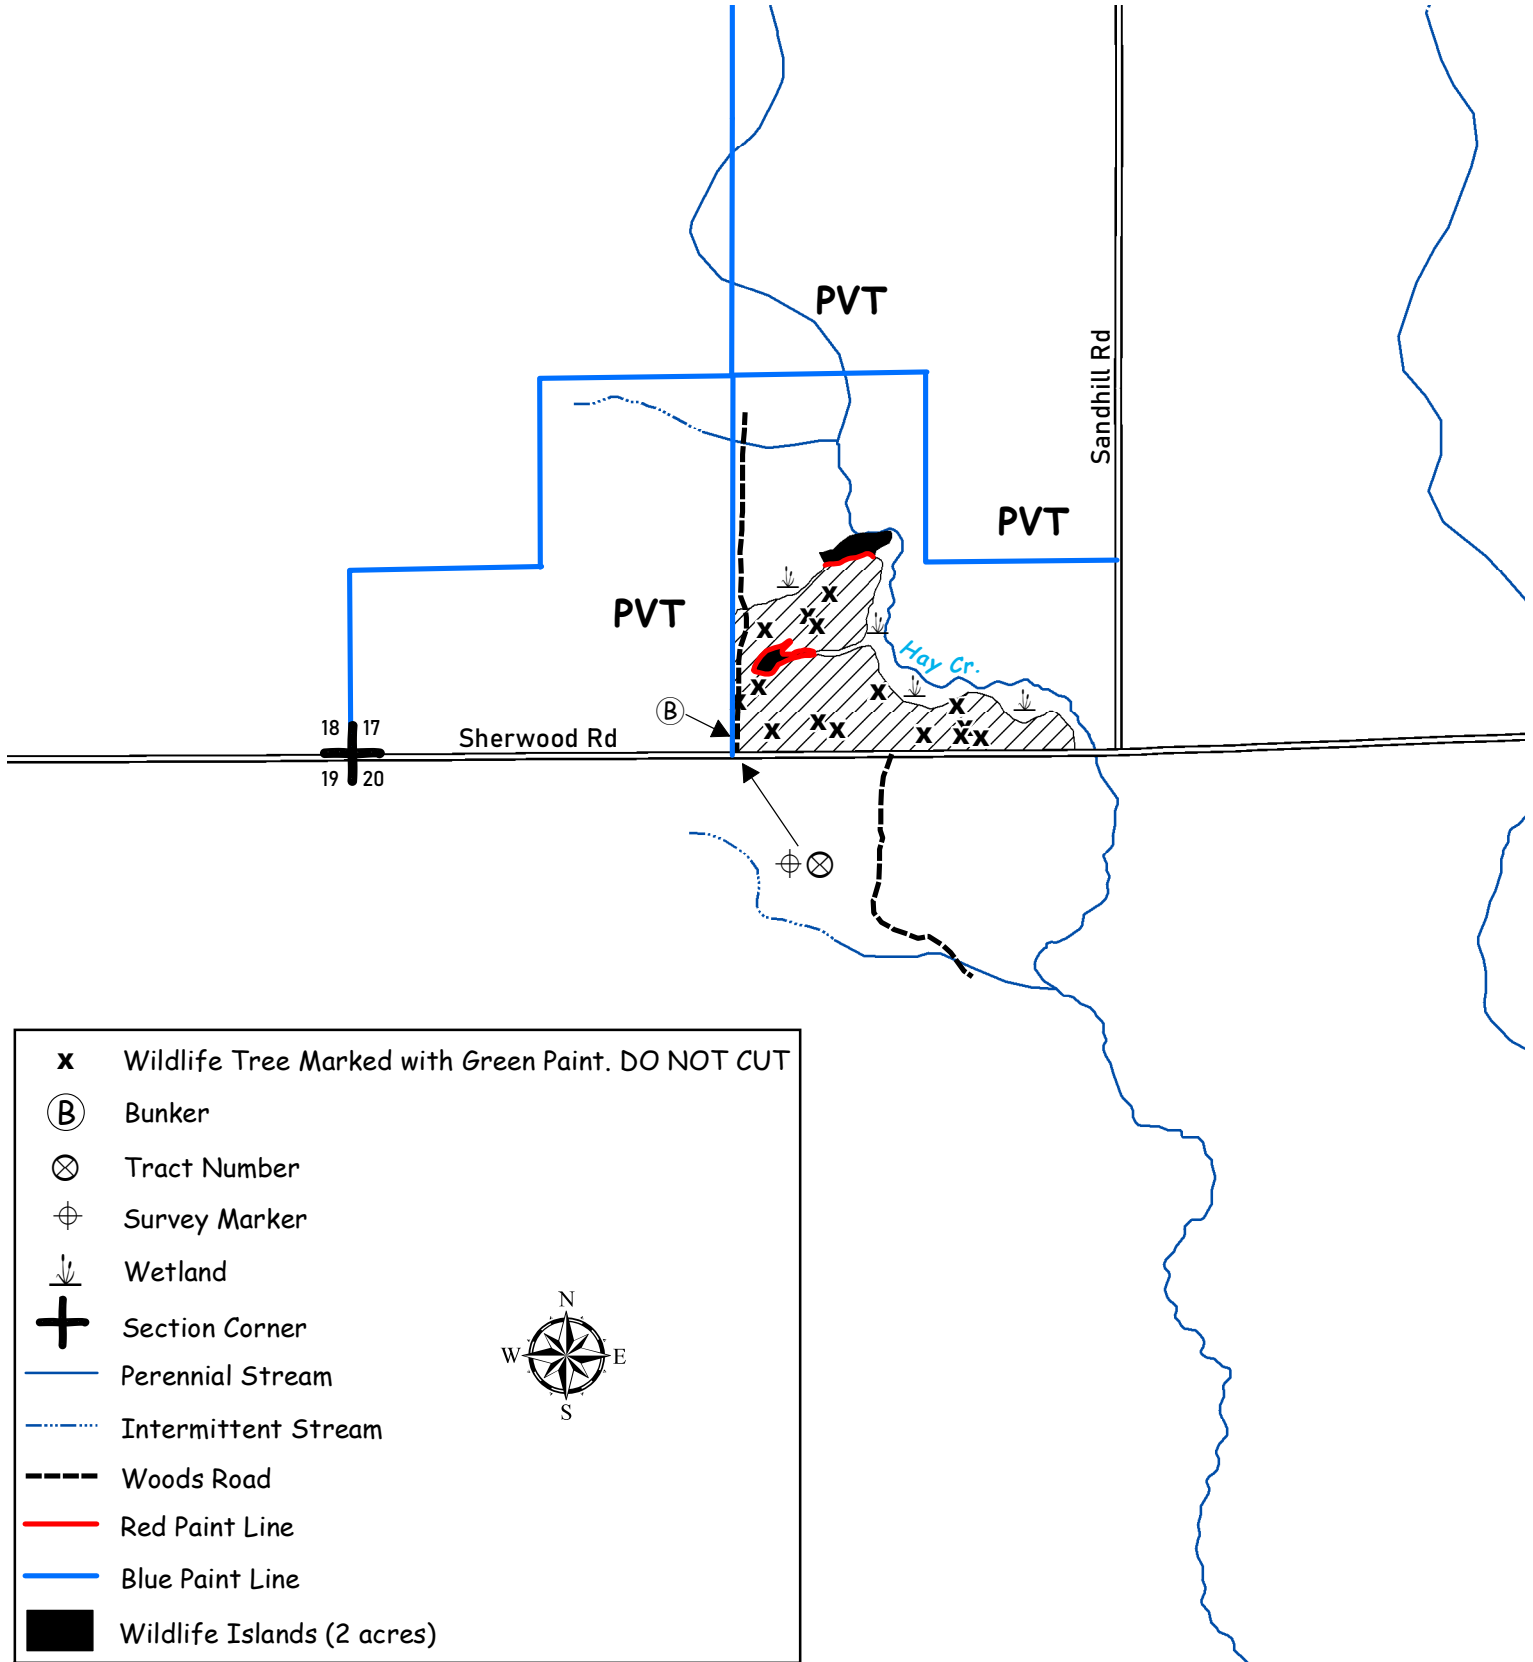 PVT
Sandhill Rd
PVT
PVT
Hay Cr.
B
18 17
Sherwood Rd
19 20
x Wildlife Tree Marked with Green Paint. DO NOT CUT
B Bunker
Tract Number
Survey Marker
Wetland
Section Corner
Perennial Stream
Intermittent Stream
Woods Road
Red Paint Line
Blue Paint Line
Wildlife Islands (2 acres)
N
W E
S